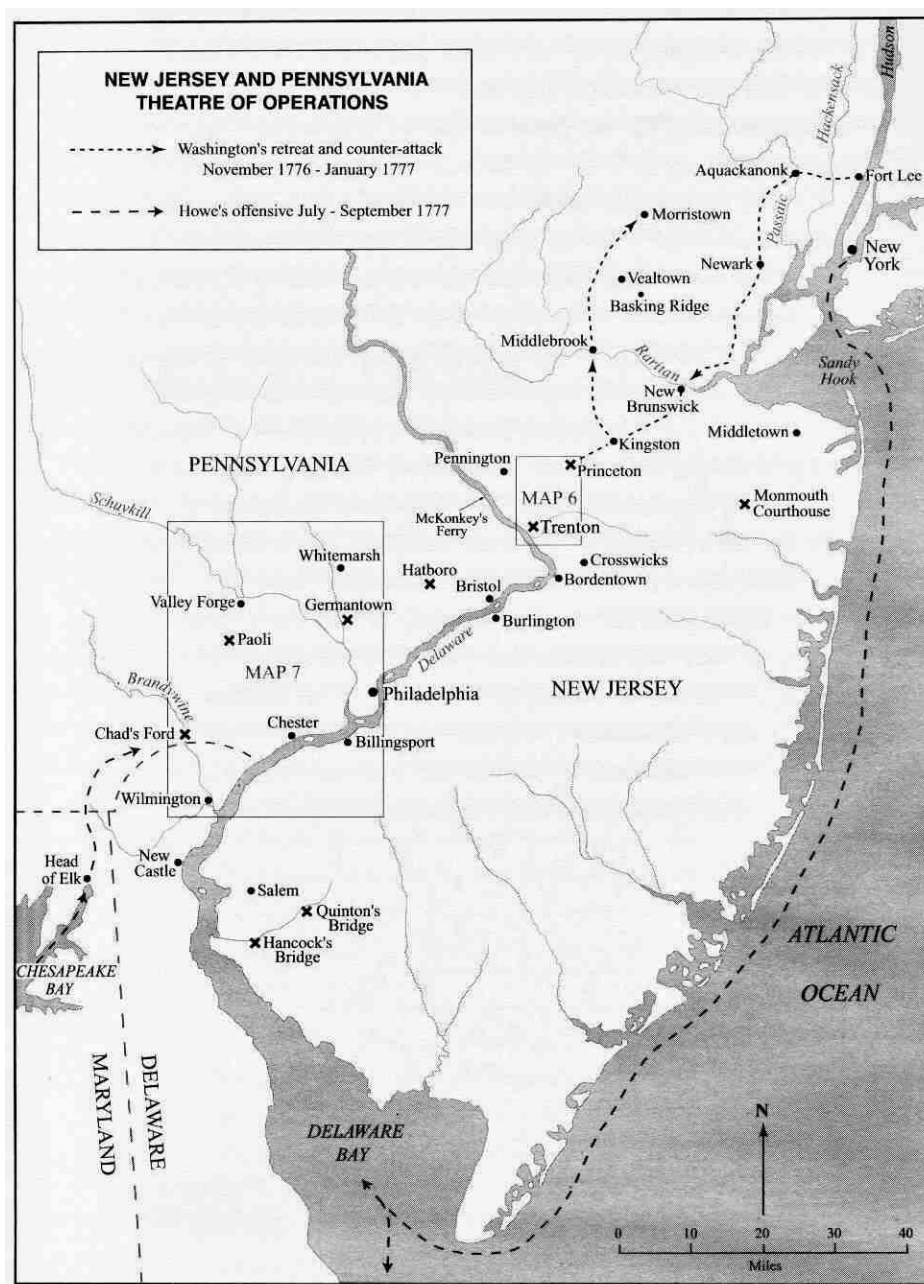 NEW JERSEY AND PENNSYLVANIA
THEATRE OF OPERATIONS
Washington's retreat and counter-attack
November 1776 - January 1777
Howe's offensive July - September 1777
Hudson
Hackensack
Aquackanonk
Fort Lee
Passaic
Morristown
New
York
Newark
Vealtown
Basking Ridge
Middlebrook
Raritan
Sandy
Hook
New
Brunswick
Middletown
Kingston
PENNSYLVANIA
Pennington
Princeton
MAP 6
Monmouth
Courthouse
McKonkey's
Ferry
Trenton
Schuvkill
Whitemarsh
Crosswicks
Hatboro
Bordentown
Bristol
Valley Forge
Germantown
Burlington
Paoli
Delaware
MAP 7
NEW JERSEY
Brandywine
Philadelphia
Chad's Ford
Chester
Billingsport
Wilmington
New
Castle
Head
of Elk
Salem
Quinton's
Bridge
Hancock's
Bridge
ATLANTIC
OCEAN
CHESAPEAKE
BAY
MARYLAND
DELAWARE
DELAWARE
BAY
N
0 10 20 30 40
Miles